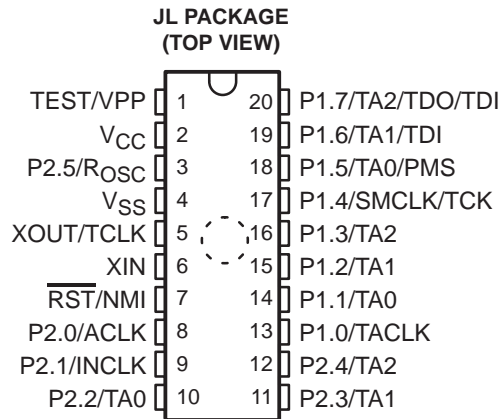 JL PACKAGE
(TOP VIEW)
TEST/VPP 1 20 P1.7/TA2/TDO/TDI
VCC 2 19 P1.6/TA1/TDI
P2.5/ROSC 3 18 P1.5/TA0/PMS
VSS 4 17 P1.4/SMCLK/TCK
XOUT/TCLK 5 16 P1.3/TA2
XIN 6 15 P1.2/TA1
RST/NMI 7 14 P1.1/TA0
P2.0/ACLK 8 13 P1.0/TACLK
P2.1/INCLK 9 12 P2.4/TA2
P2.2/TA0 10 11 P2.3/TA1